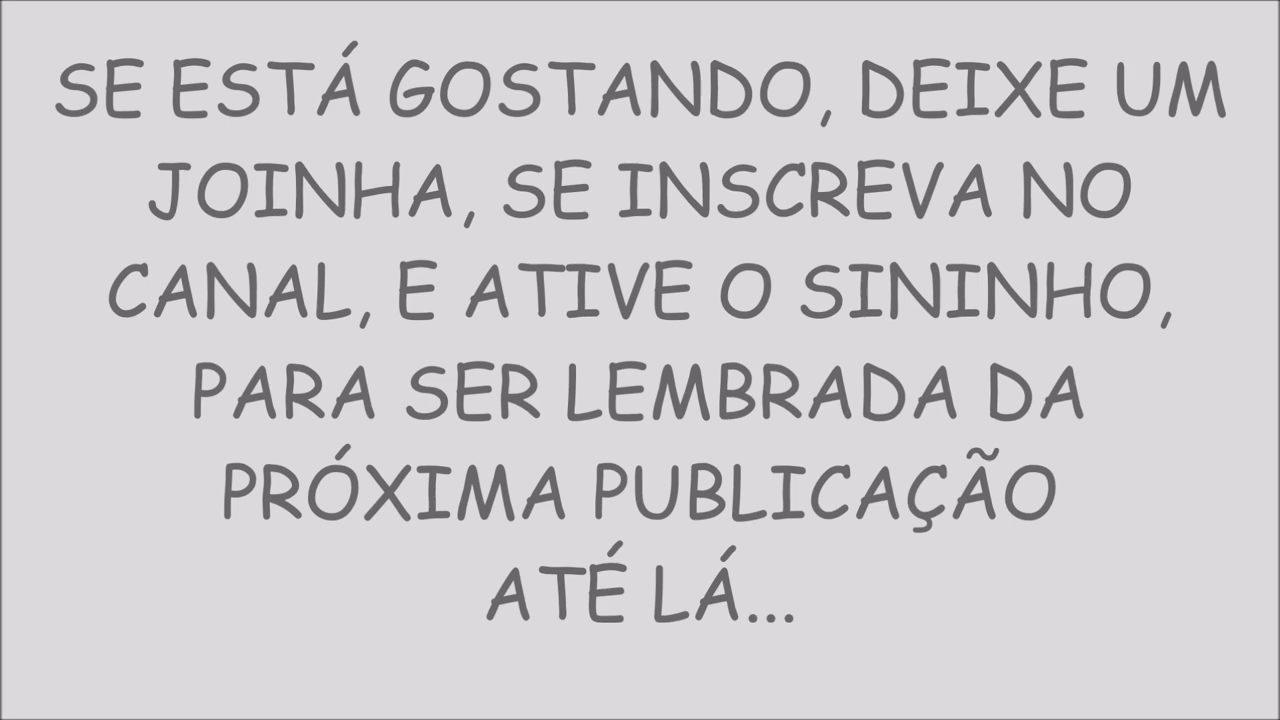 SE ESTÁ GOSTANDO, DEIXE UM
JOINHA, SE INSCREVA NO
CANAL, E ATIVE O SININHO,
PARA SER LEMBRADA DA
PRÓXIMA PUBLICAÇÃO
ATÉ LÁ...